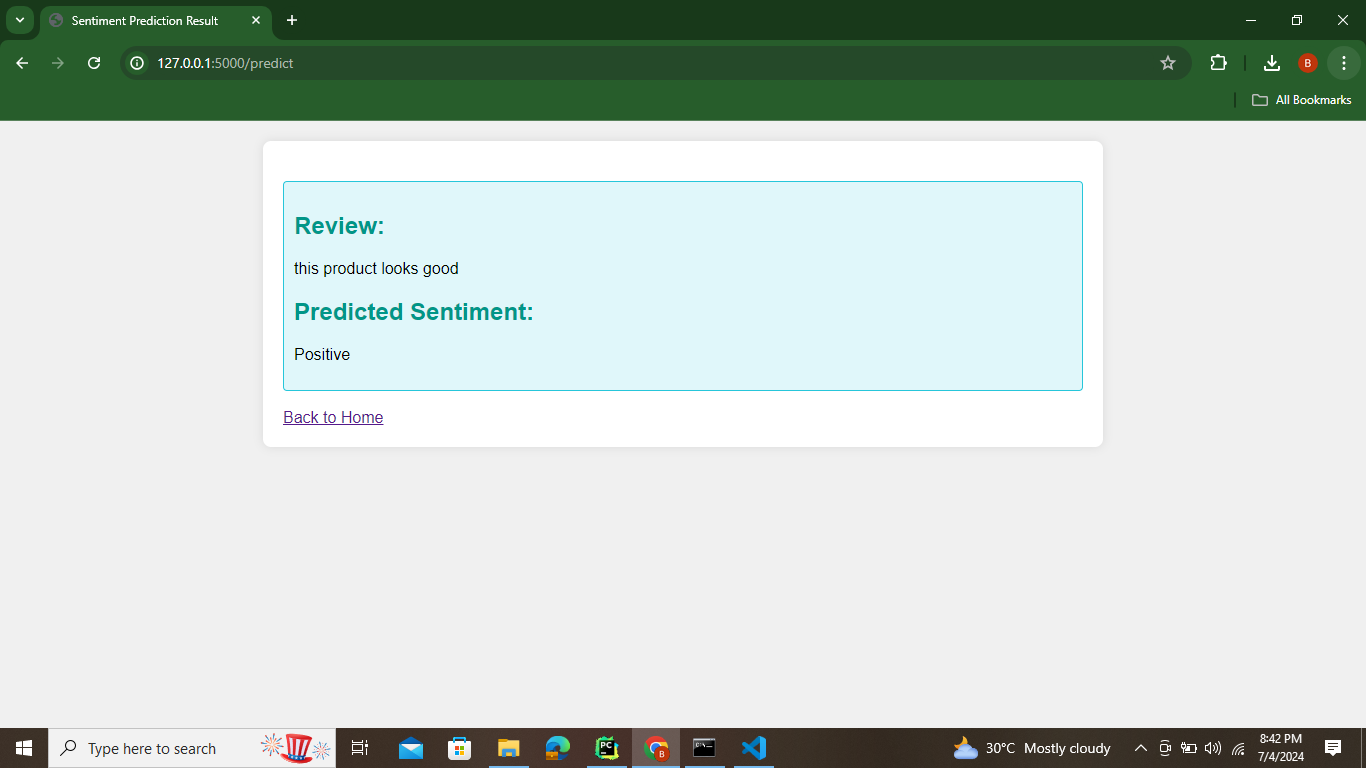 Sentiment Prediction Result
127.0.0.1:5000/predict
B
All Bookmarks
Review:
this product looks good
Predicted Sentiment:
Positive
Back to Home
Type here to search
PC
B
30°C Mostly cloudy
8:42 PM
7/4/2024